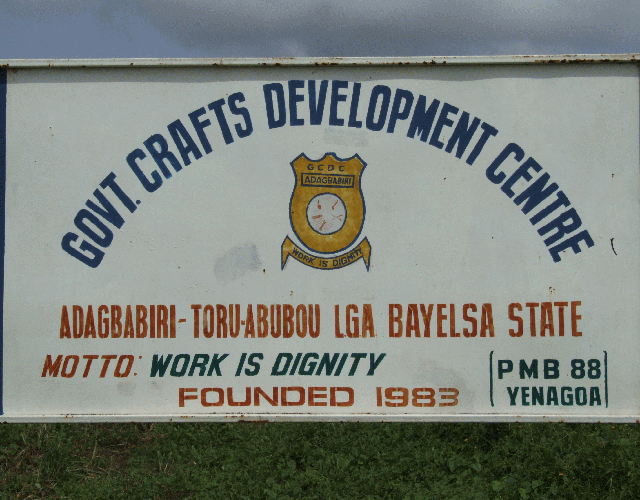 GOVT. CRAFTS DEVELOPMENT CENTRE
G C D C
ADAGBABIRI
WORK IS DIGNITY
ADAGBABIRI-TORU-ABUBOU LGA BAYELSA STATE
MOTTO: WORK IS DIGNITY
FOUNDED 1983
PMB 88
YENAGOA